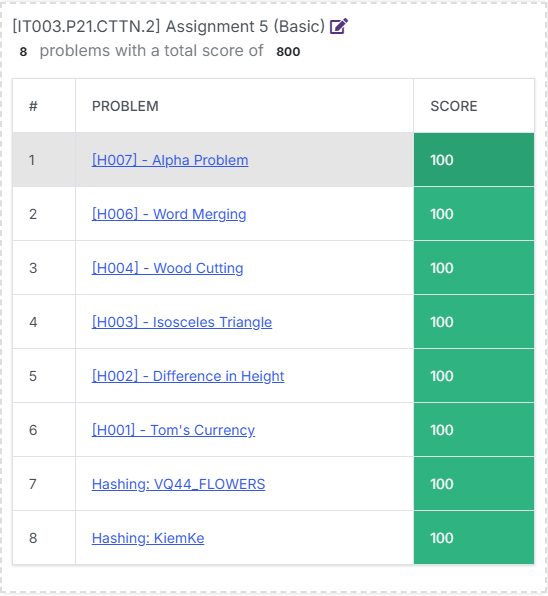 [IT003.P21.CTTN.2] Assignment 5 (Basic)
8 problems with a total score of 800
# PROBLEM SCORE
1 [H007] - Alpha Problem 100
2 [H006] - Word Merging 100
3 [H004] - Wood Cutting 100
4 [H003] - Isosceles Triangle 100
5 [H002] - Difference in Height 100
6 [H001] - Tom's Currency 100
7 Hashing: VQ44_FLOWERS 100
8 Hashing: KiemKe 100